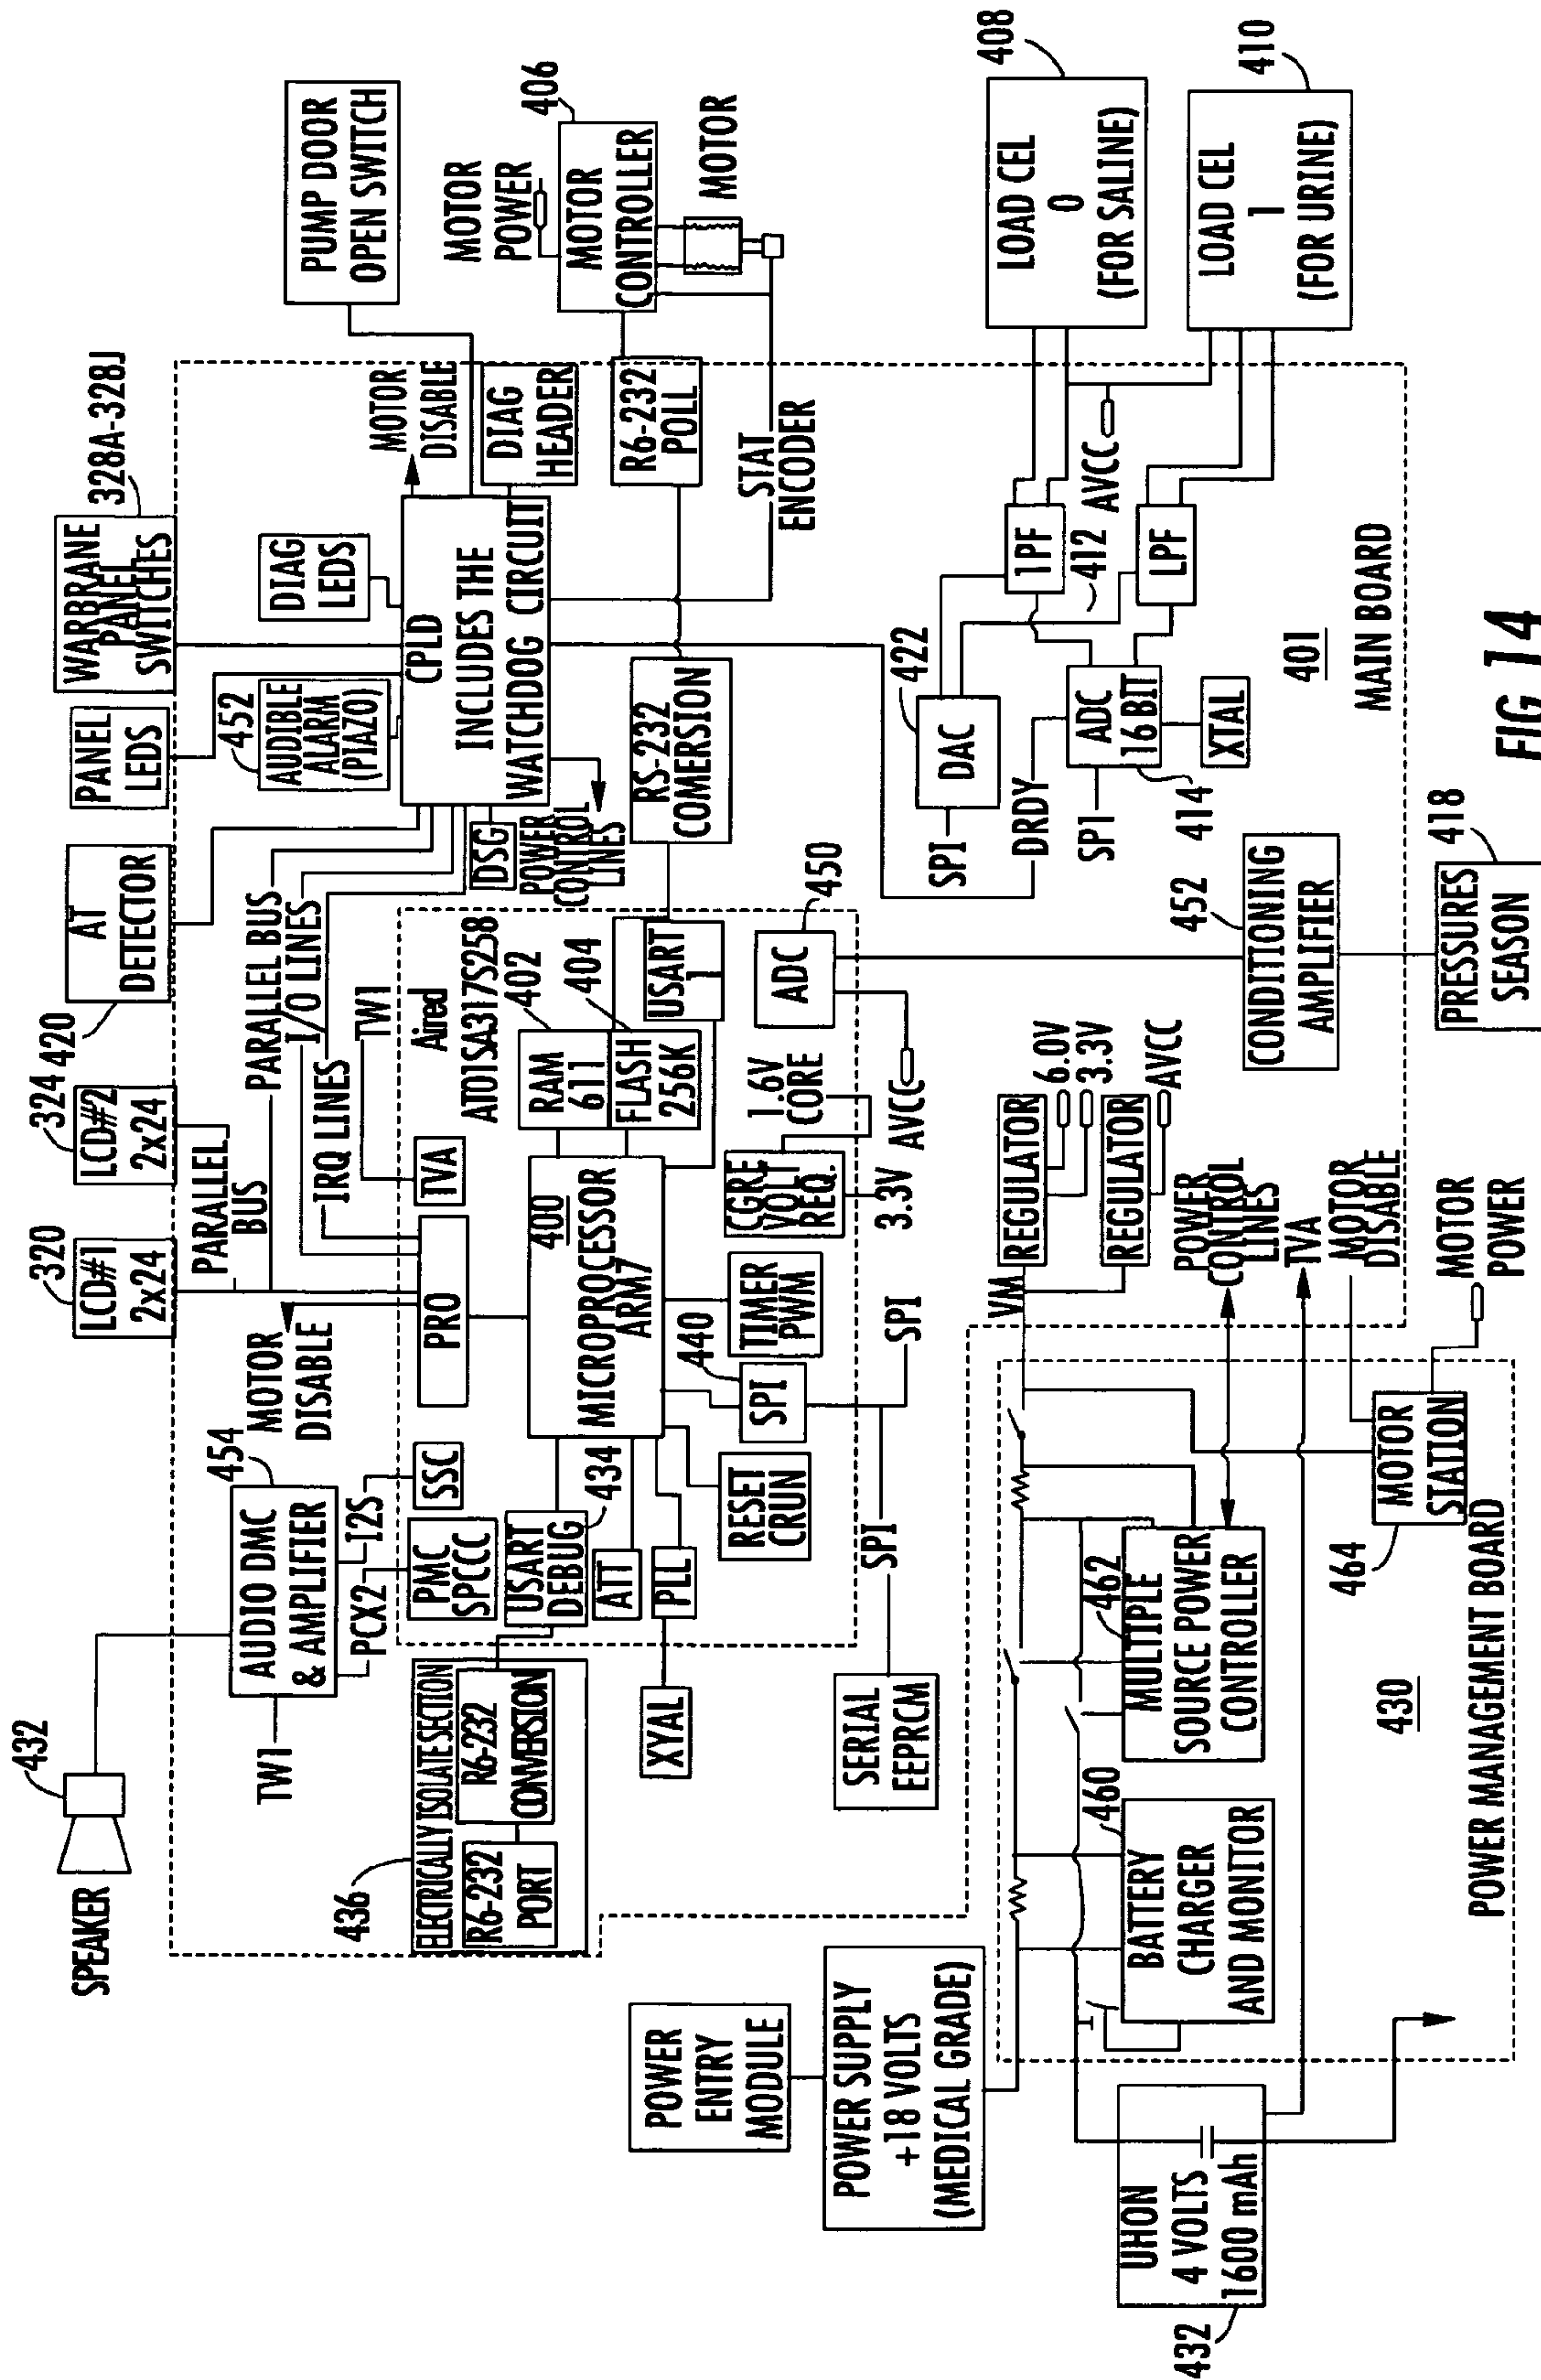 SPEAKER
432
TW1
AUDIO DMC
& AMPLIFIER
454
PCX2
I2S
MOTOR
DISABLE
320
LCD#1
2x24
324
LCD#2
2x24
PARALLEL
BUS
420
AT
DETECTOR
PANEL
LEDS
WARBRANE
PANEL
SWITCHES
328A-328J
452
AUDIBLE
ALARM
(PIAZO)
DIAG
LEDS
PUMP DOOR
OPEN SWITCH
PARALLEL BUS
I/O LINES
IRQ LINES
TW1
CPLD
INCLUDES THE
WATCHDOG CIRCUIT
MOTOR
DISABLE
DIAG
HEADER
MOTOR
POWER
406
MOTOR
CONTROLLER
MOTOR
R6-232
POLL
STAT
ENCODER
DSG
POWER
CONTROL
LINES
RS-232
COMERSION
436
ELECTRICALLY ISOLATE SECTION
R6-232
PORT
R6-232
CONVERSION
PMC
SPCCC
SSC
PRO
TVA
Aired
AT01SA317S258
402
RAM
611
404
FLASH
256K
USART
1
USART
DEBUG
434
ATT
PLL
XYAL
400
MICROPROCESSOR
ARM7
440
SPI
RESET
CRUN
TIMER
PWM
CGRE
VOLT
REQ.
1.6V
CORE
3.3V
AVCC
ADC
450
SPI
SPI
SERIAL
EEPRCM
422
DAC
SPI
DRDY
SPI
ADC
16 BIT
414
XTAL
1PF
412
LPF
AVCC
LOAD CEL
0
(FOR SALINE)
408
LOAD CEL
1
(FOR URINE)
410
401
MAIN BOARD
452
CONDITIONING
AMPLIFIER
PRESSURES
SEASON
418
POWER
ENTRY
MODULE
POWER SUPPLY
+18 VOLTS
(MEDICAL GRADE)
UHON
4 VOLTS
1600 mAh
432
BATTERY
CHARGER
AND MONITOR
460
MULTIPLE
SOURCE POWER
CONTROLLER
462
430
POWER MANAGEMENT BOARD
MOTOR
STATION
464
VM
REGULATOR
6.0V
3.3V
REGULATOR
AVCC
POWER
CONTROL
LINES
TVA
MOTOR
DISABLE
MOTOR
POWER
FIG 14